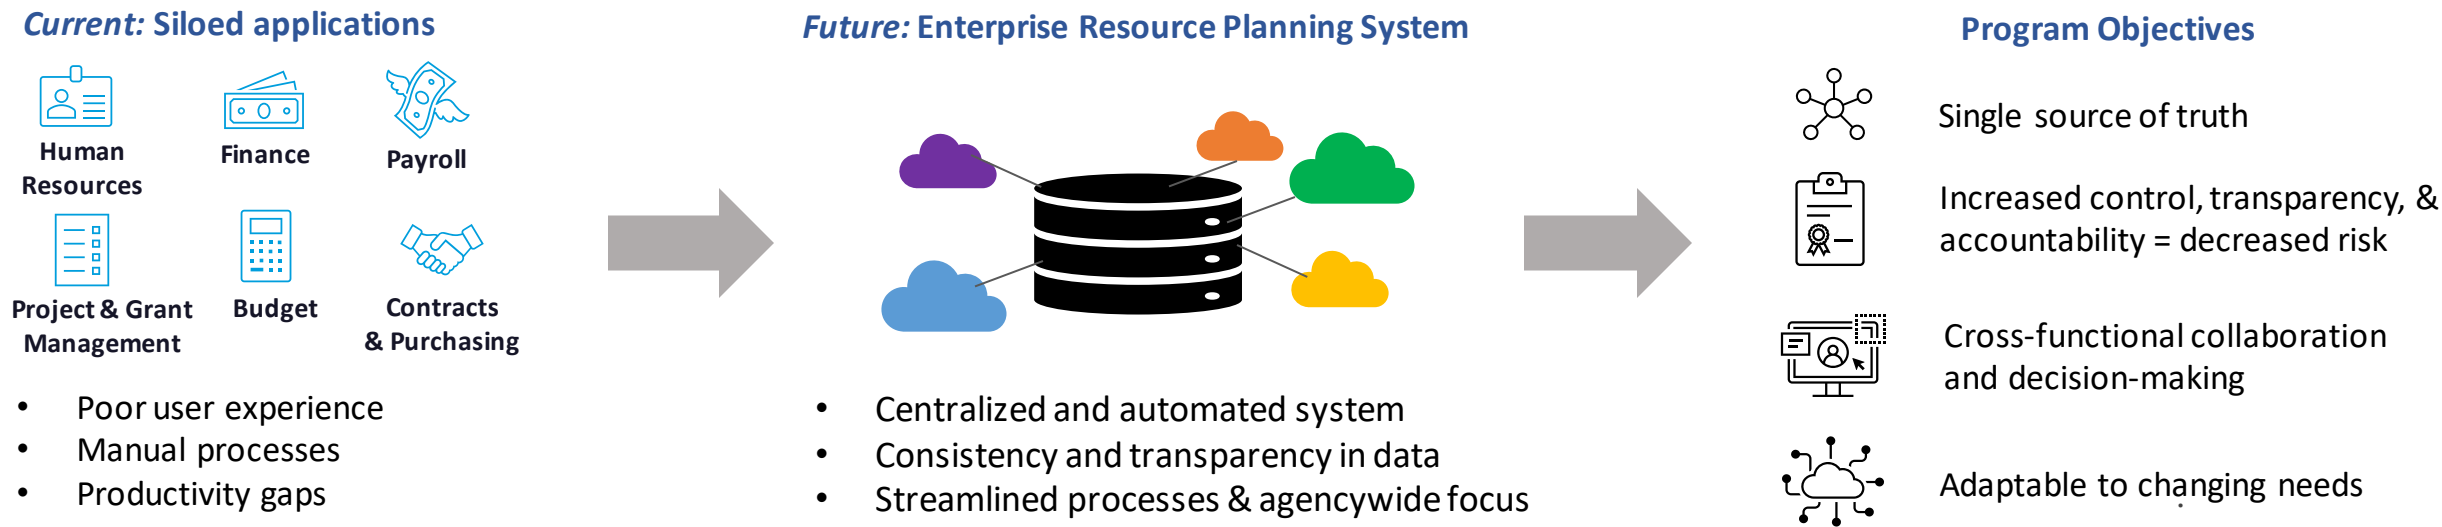 Current: Siloed applications
Human
Resources
Finance
Payroll
Project & Grant
Management
Budget
Contracts
& Purchasing
• Poor user experience
• Manual processes
• Productivity gaps
Future: Enterprise Resource Planning System
• Centralized and automated system
• Consistency and transparency in data
• Streamlined processes & agencywide focus
Program Objectives
Single source of truth
Increased control, transparency, &
accountability = decreased risk
Cross-functional collaboration
and decision-making
Adaptable to changing needs